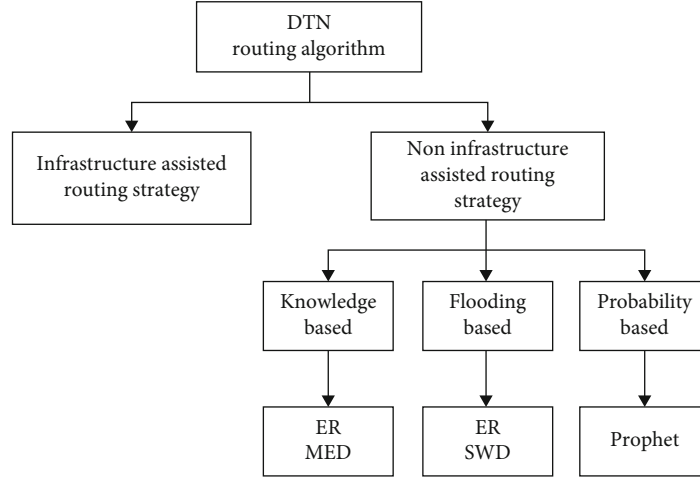 DTN
routing algorithm
Infrastructure assisted
routing strategy
Non infrastructure
assisted routing
strategy
Knowledge
based
Flooding
based
Probability
based
ER
MED
ER
SWD
Prophet